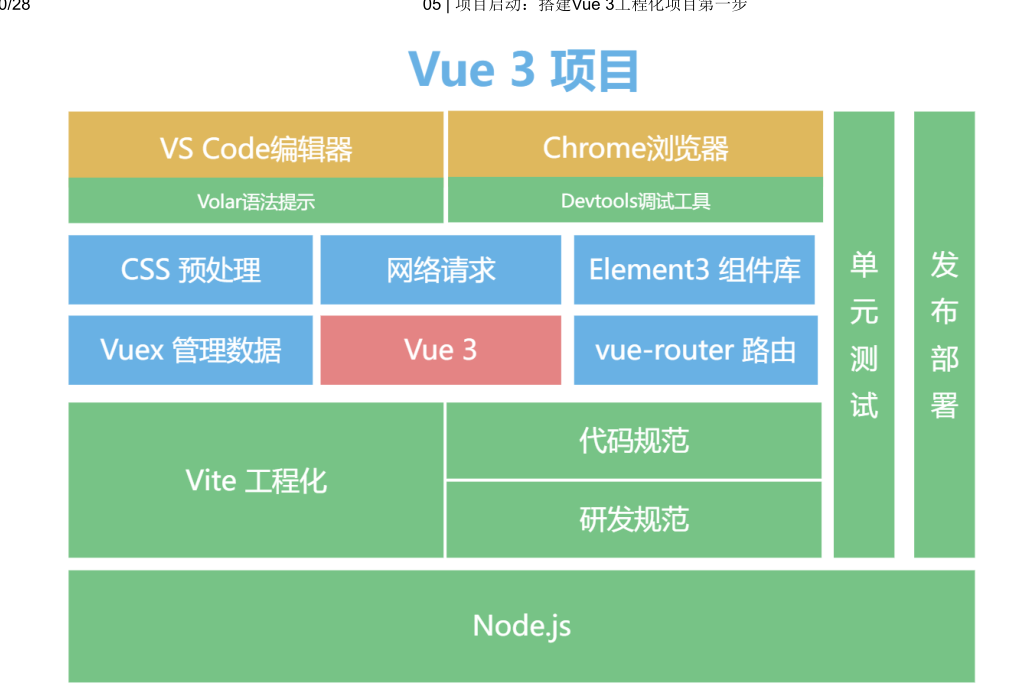 0/28
05 | 项目启动：搭建Vue 3工程化项目第一步
Vue 3 项目
VS Code编辑器
Chrome浏览器
Volar语法提示
Devtools调试工具
CSS 预处理
网络请求
Element3 组件库
Vuex 管理数据
Vue 3
vue-router 路由
Vite 工程化
代码规范
研发规范
单元测试
发布部署
Node.js